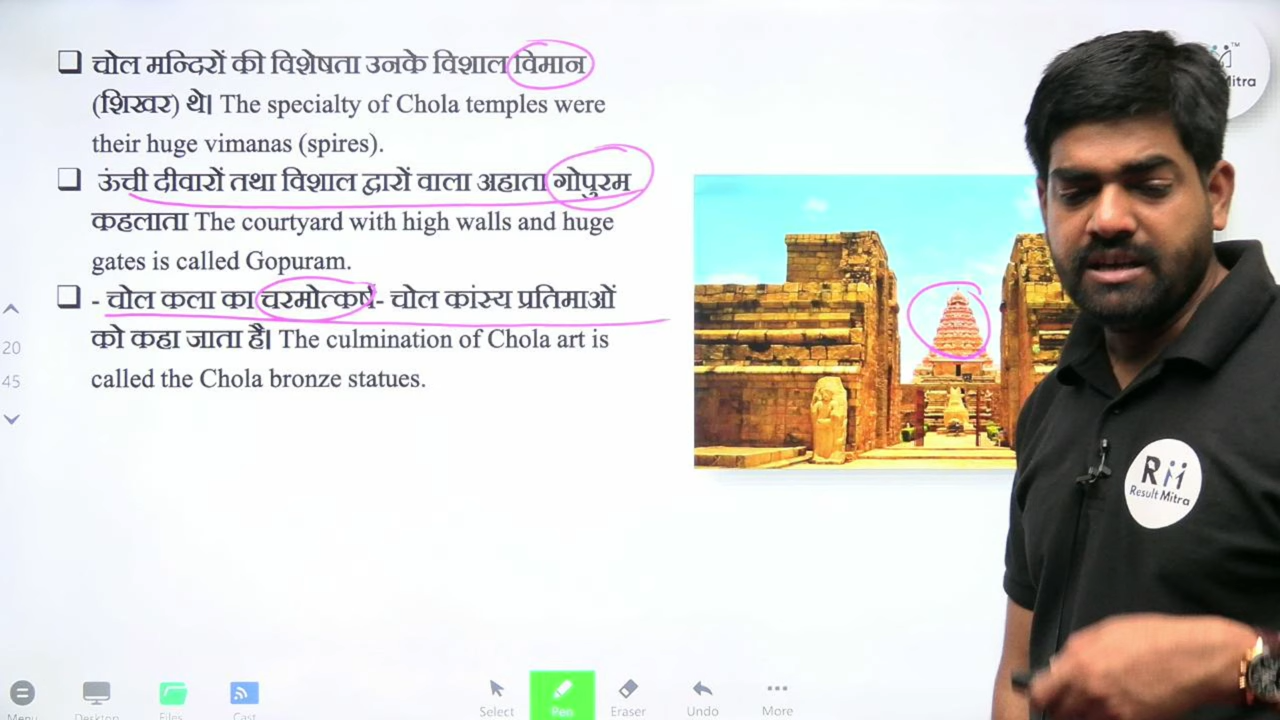 चोल मन्दिरों की विशेषता उनके विशाल विमान
(शिखर) थे| The specialty of Chola temples were
their huge vimanas (spires).
ऊंची दीवारों तथा विशाल द्वारों वाला अहाता गोपुरम
कहलाता The courtyard with high walls and huge
gates is called Gopuram.
- चोल कला का चरमोत्कर्ष- चोल कांस्य प्रतिमाओं
को कहा जाता है| The culmination of Chola art is
called the Chola bronze statues.
20
45
Mitra
TM
RM
Result Mitra
Menu
Desktop
Files
Cast
Select
Pen
Eraser
Undo
More